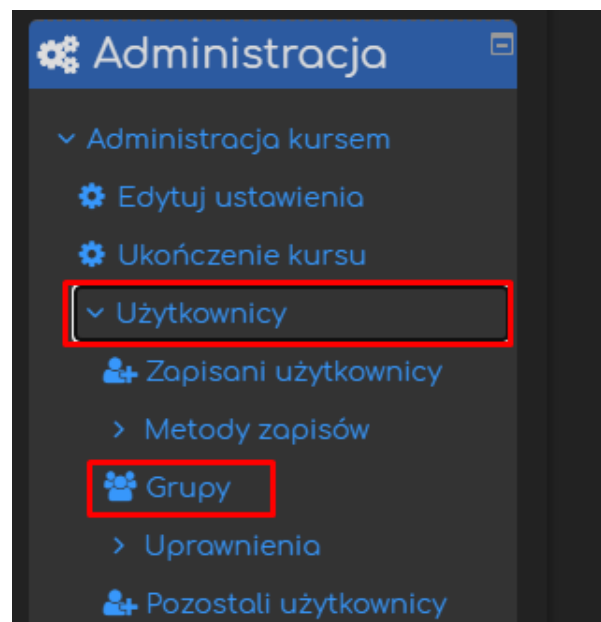 Administracja
Administracja kursem
Edytuj ustawienia
Ukończenie kursu
Użytkownicy
Zapisani użytkownicy
Metody zapisów
Grupy
Uprawnienia
Pozostali użytkownicy